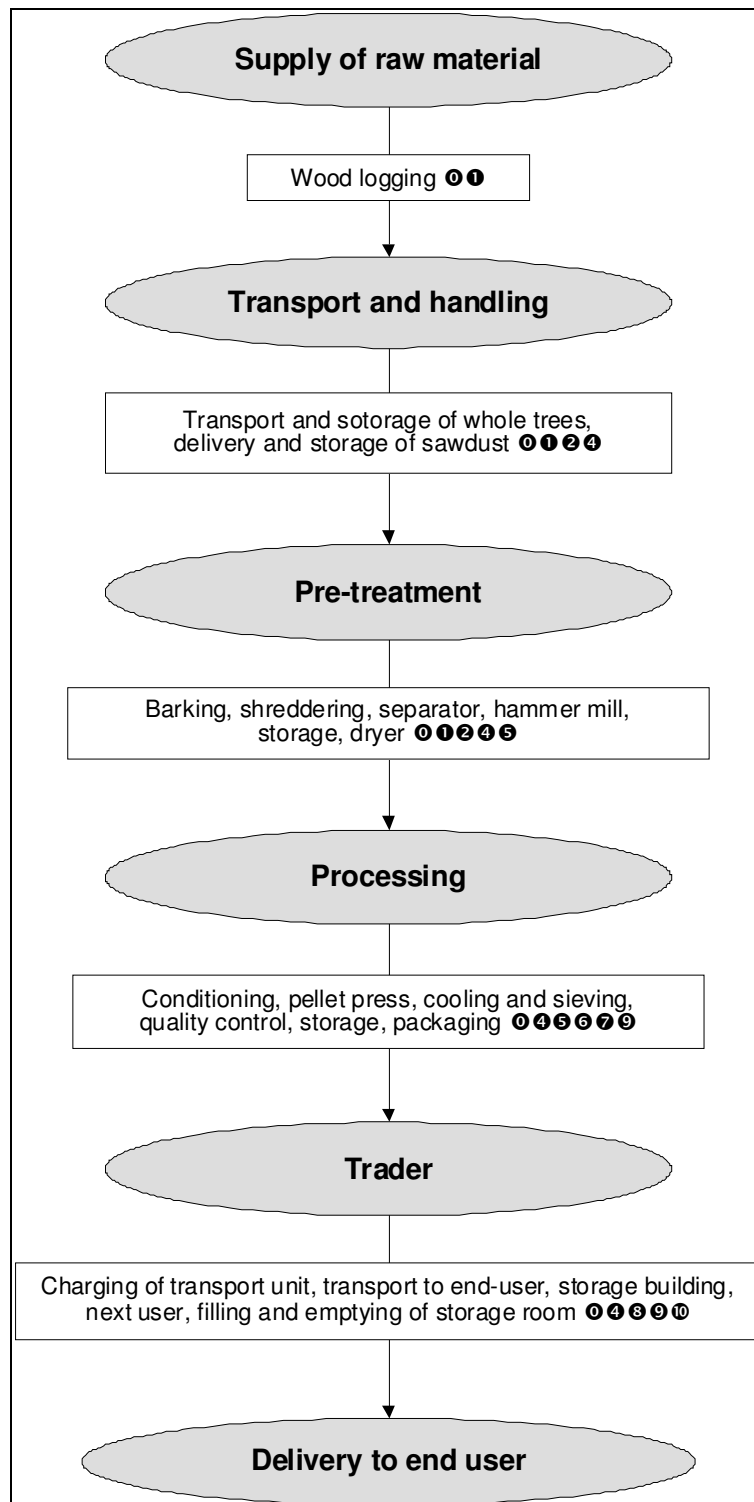 Supply of raw material
Wood logging ⓿❶
Transport and handling
Transport and sotorage of whole trees,
delivery and storage of sawdust ⓿❶❷❹
Pre-treatment
Barking, shreddering, separator, hammer mill,
storage, dryer ⓿❶❷❹❺
Processing
Conditioning, pellet press, cooling and sieving,
quality control, storage, packaging ⓿❹❺❻❼❾
Trader
Charging of transport unit, transport to end-user, storage building,
next user, filling and emptying of storage room ⓿❹❽❾❿
Delivery to end user